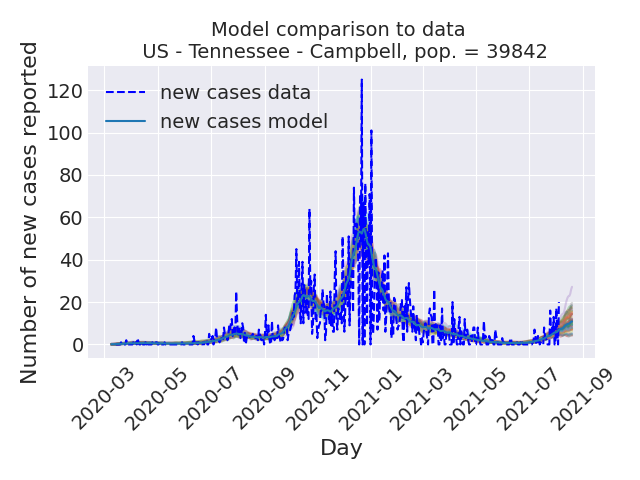 Model comparison to data
US - Tennessee - Campbell, pop. = 39842
Number of new cases reported
120
100
80
60
40
20
0
new cases data
new cases model
2020-03
2020-05
2020-07
2020-09
2020-11
2021-01
2021-03
2021-05
2021-07
2021-09
Day